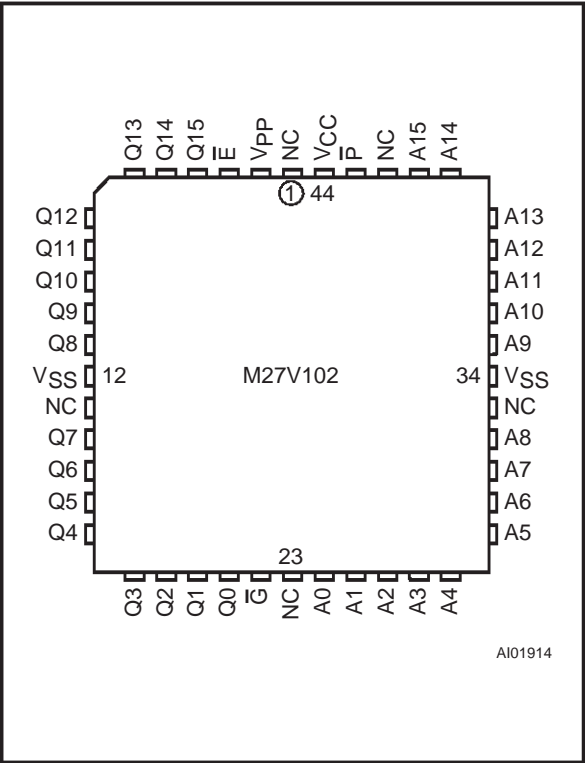 Q13 Q14 Q15 E̅ VPP NC VCC P̅ NC A15 A14
1 44
Q12 A13
Q11 A12
Q10 A11
Q9 A10
Q8 A9
VSS 12 M27V102 34 VSS
NC NC
Q7 A8
Q6 A7
Q5 A6
Q4 A5
23
Q3 Q2 Q1 Q0 G̅ NC A0 A1 A2 A3 A4
AI01914